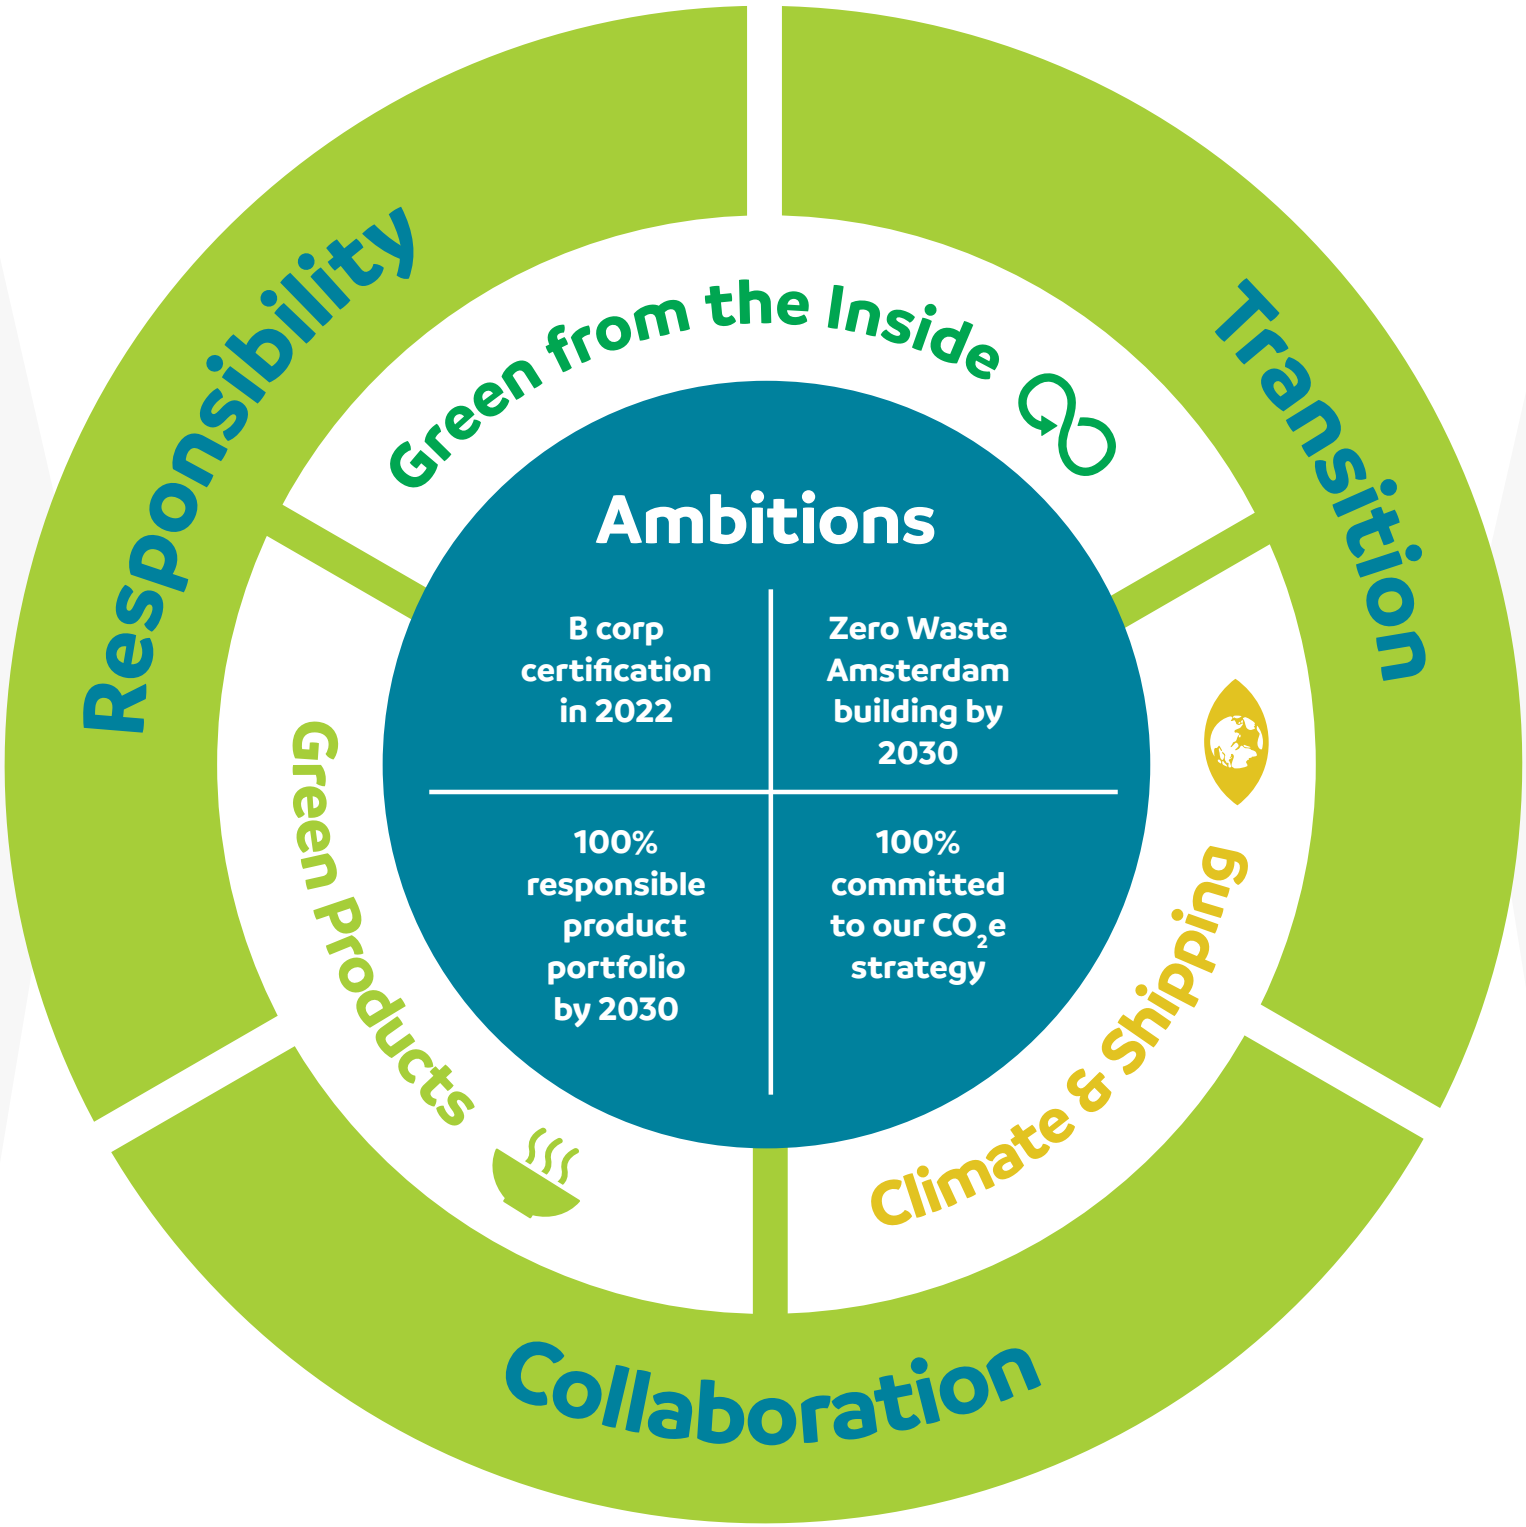 Responsibility
Transition
Green from the Inside
Ambitions
B corp
certification
in 2022
Zero Waste
Amsterdam
building by
2030
100%
responsible
product
portfolio
by 2030
100%
committed
to our CO₂e
strategy
Green Products
Climate & Shipping
Collaboration